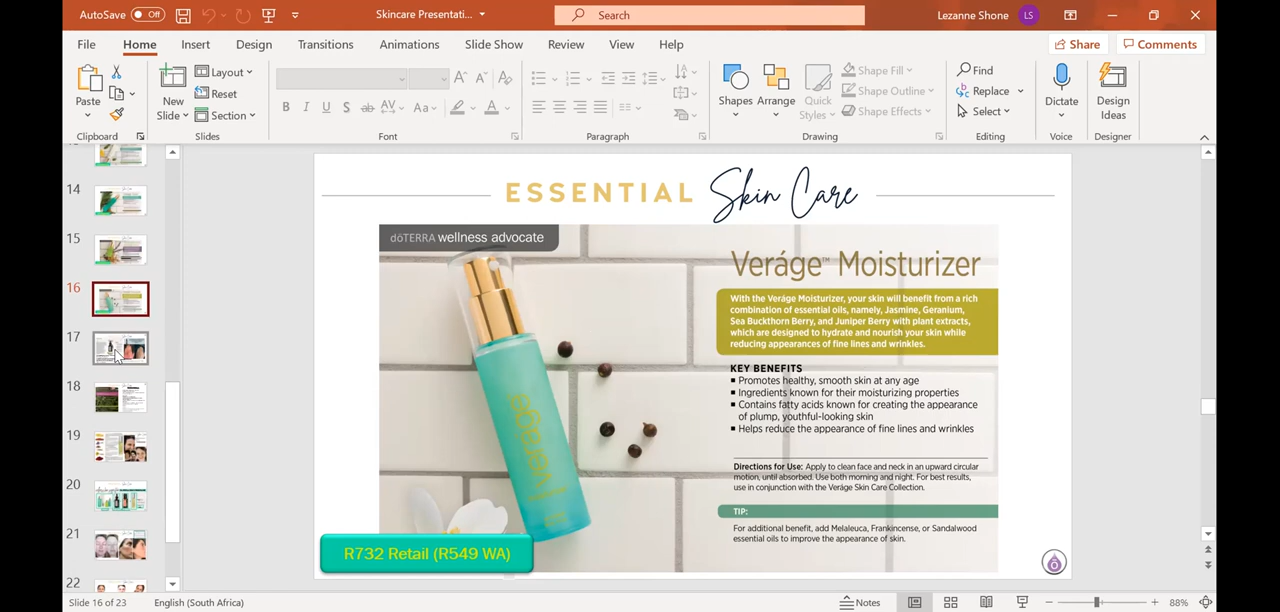 AutoSave Off Skincare Presentati... Search Lezanne Shone LS
File Home Insert Design Transitions Animations Slide Show Review View Help Share Comments
Paste
New
Slide
Layout
Reset
Section
B I U S ab AV Aa A
Shapes
Arrange
Quick
Styles
Shape Fill
Shape Outline
Shape Effects
Find
Replace
Select
Dictate
Design
Ideas
Clipboard Slides Font Paragraph Drawing Editing Voice Designer
14
15
16
17
18
19
20
21
22
ESSENTIAL Skin Care
dōTERRA wellness advocate
Veráge™ Moisturizer
With the Veráge Moisturizer, your skin will benefit from a rich
combination of essential oils, namely, Jasmine, Geranium,
Sea Buckthorn Berry, and Juniper Berry with plant extracts,
which are designed to hydrate and nourish your skin while
reducing appearances of fine lines and wrinkles.
KEY BENEFITS
▪ Promotes healthy, smooth skin at any age
▪ Ingredients known for their moisturizing properties
▪ Contains fatty acids known for creating the appearance
of plump, youthful-looking skin
▪ Helps reduce the appearance of fine lines and wrinkles
Directions for Use: Apply to clean face and neck in an upward circular
motion, until absorbed. Use both morning and night. For best results,
use in conjunction with the Veráge Skin Care Collection.
TIP:
For additional benefit, add Melaleuca, Frankincense, or Sandalwood
essential oils to improve the appearance of skin.
R732 Retail (R549 WA)
Slide 16 of 23 English (South Africa) Notes 88%